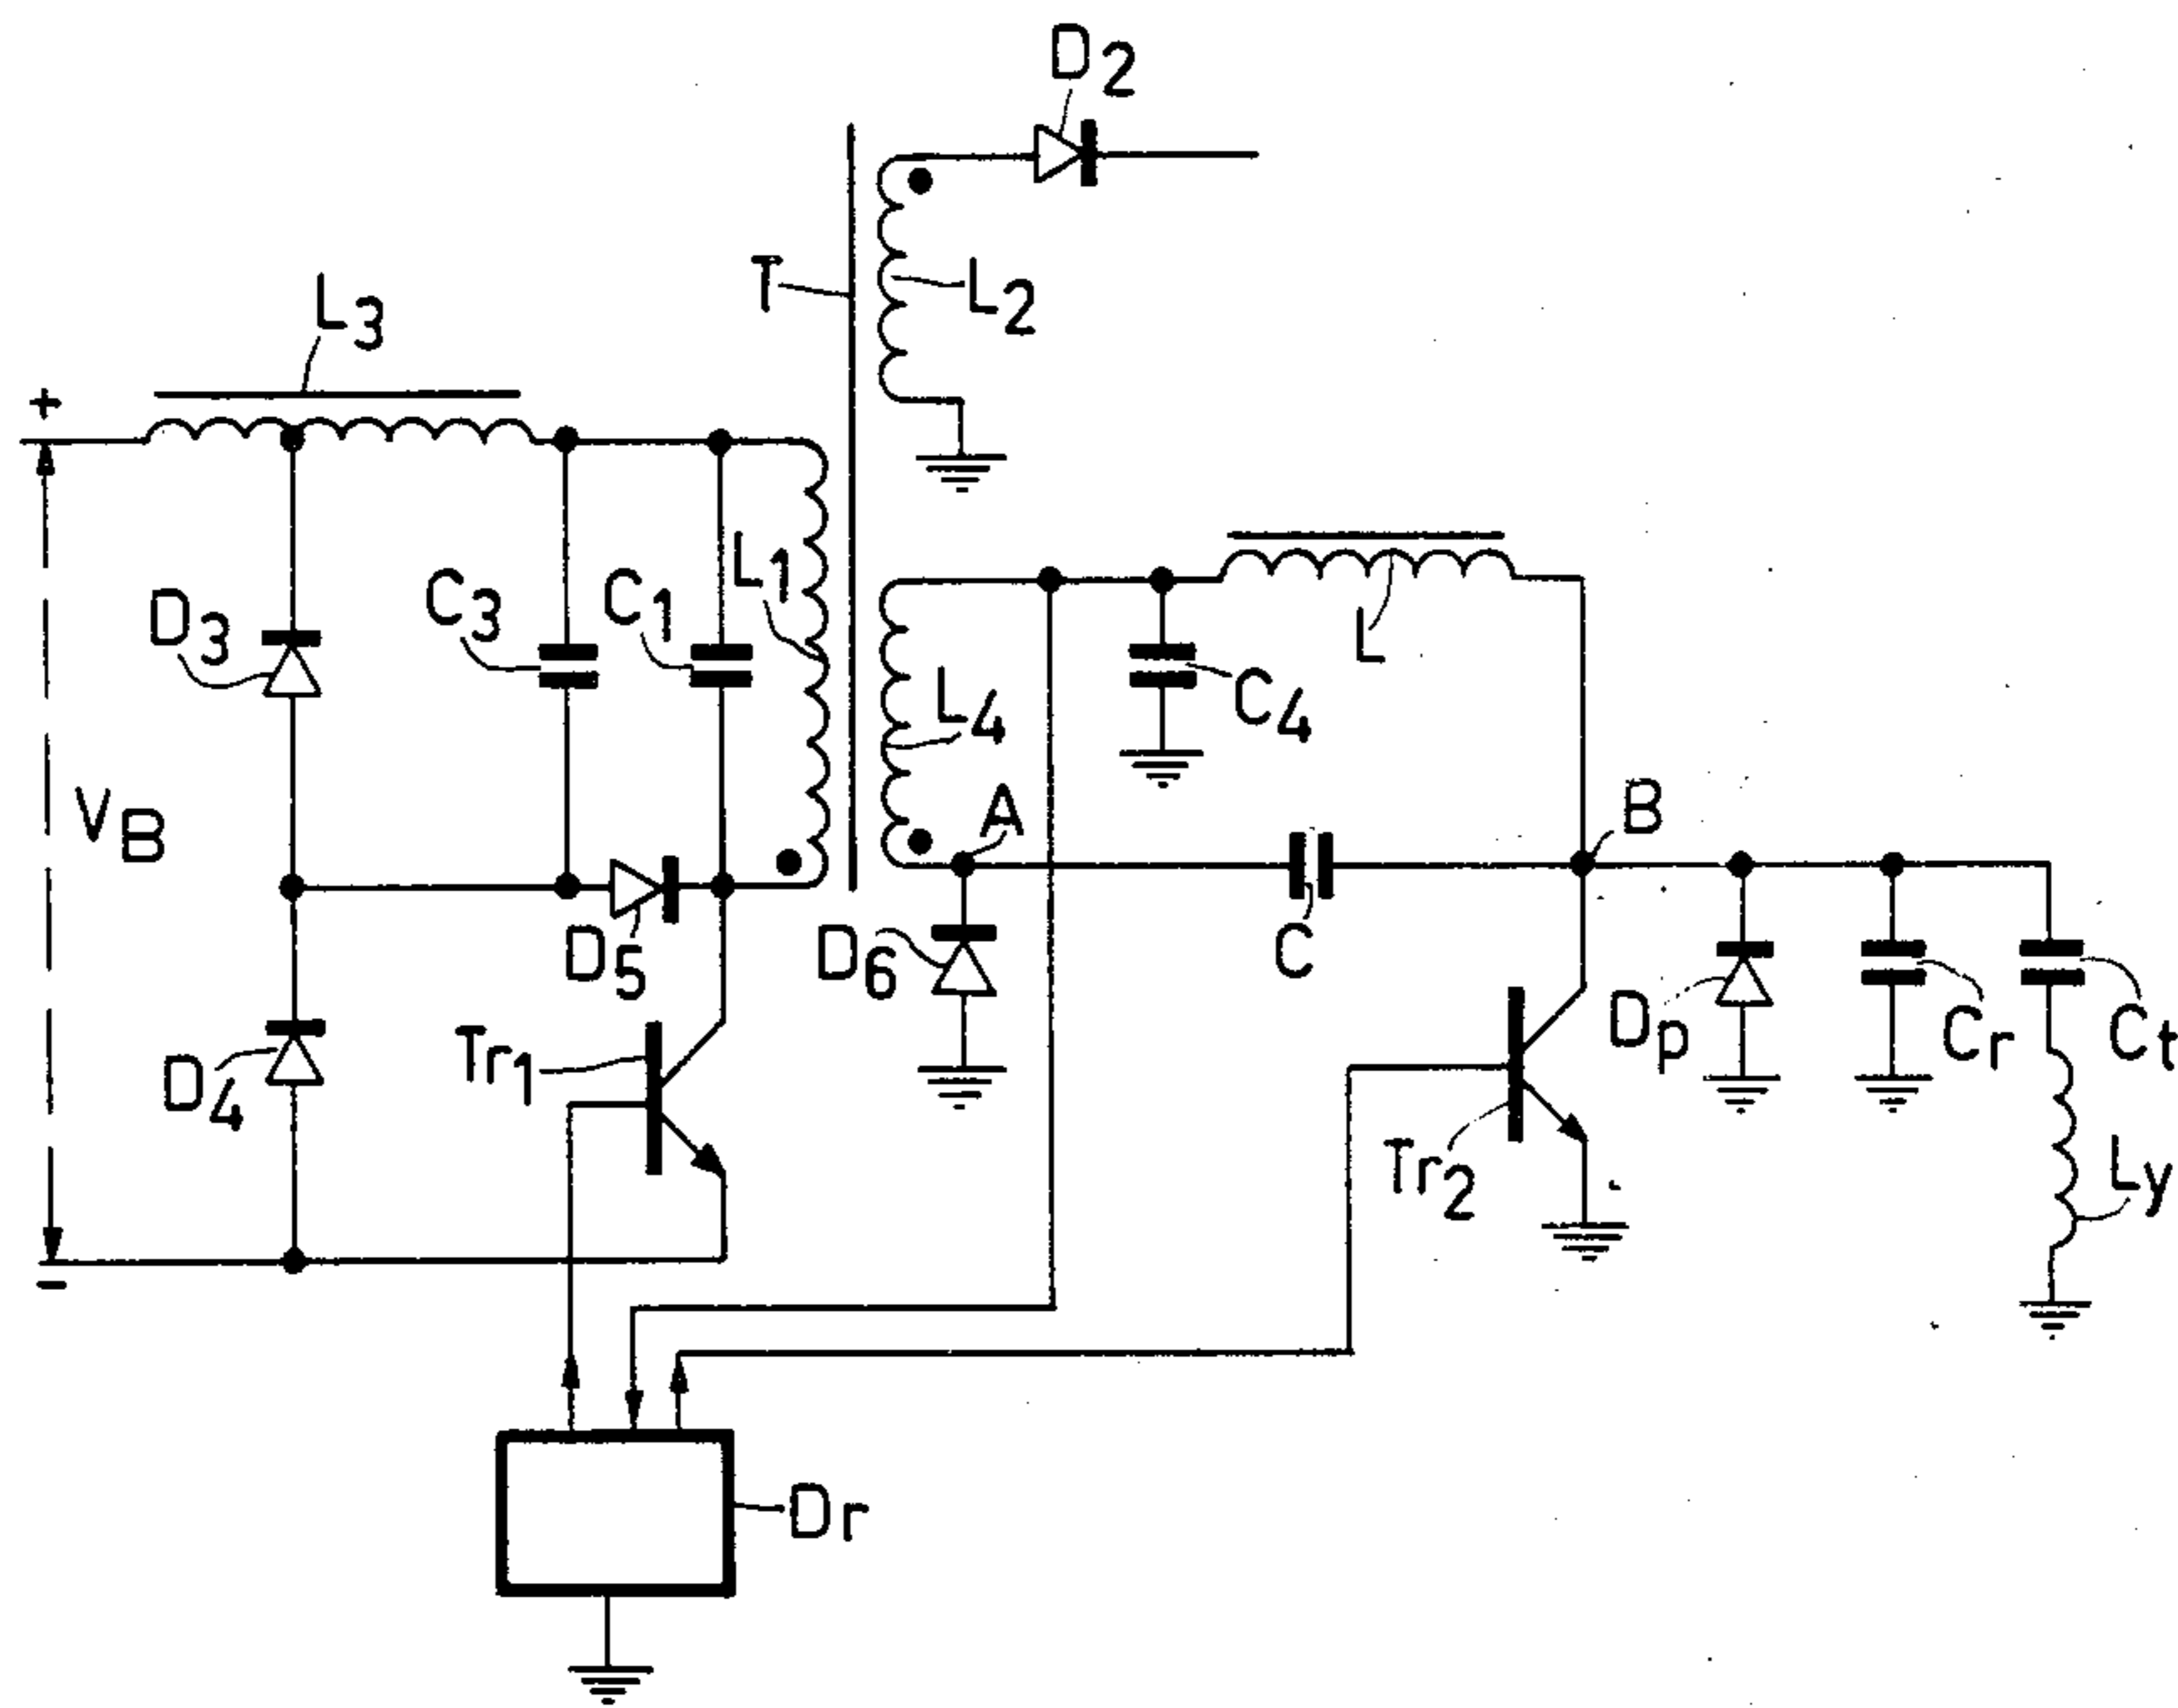 D2
T
L2
L3
+
D3
C3
C1
L1
L
L4
C4
VB
A
B
D5
D6
C
Dp
Cr
Ct
D4
Tr1
Tr2
Ly
-
Dr